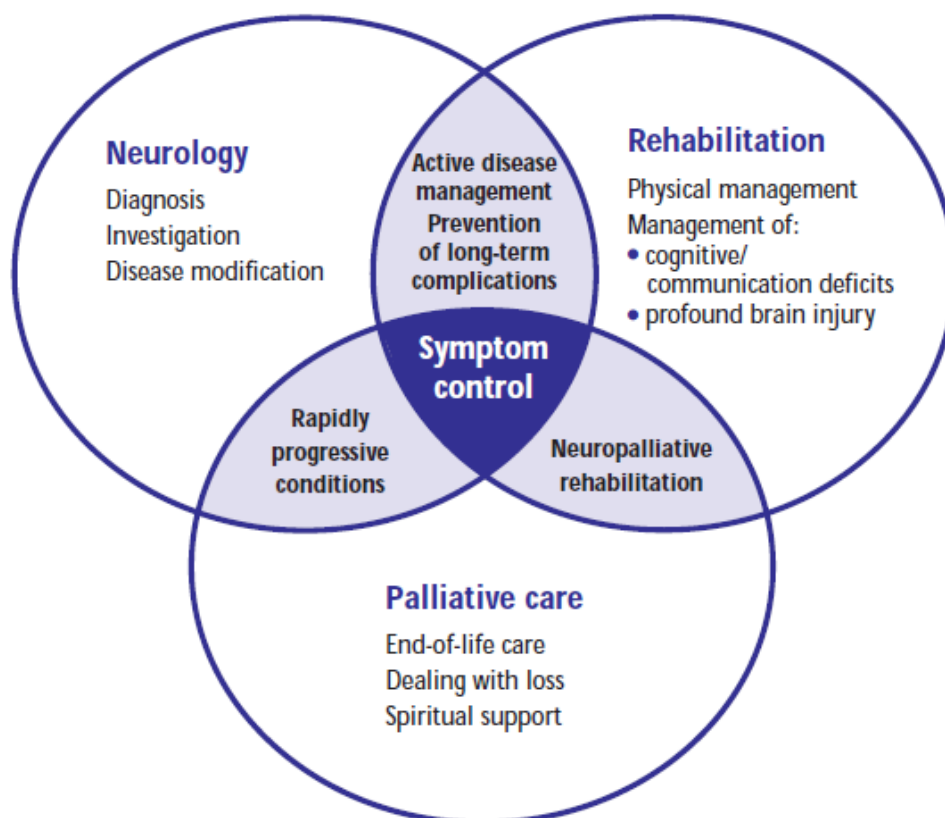 Neurology
Diagnosis
Investigation
Disease modification
Active disease
management
Prevention
of long-term
complications
Rehabilitation
Physical management
Management of:
• cognitive/
communication deficits
• profound brain injury
Symptom
control
Rapidly
progressive
conditions
Neuropalliative
rehabilitation
Palliative care
End-of-life care
Dealing with loss
Spiritual support